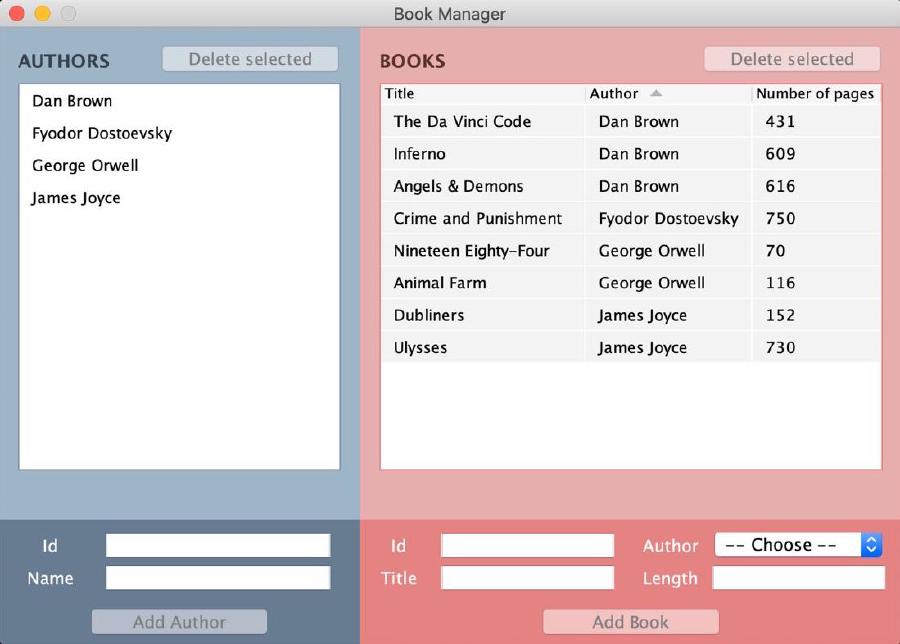 Book Manager
AUTHORS
Delete selected
Dan Brown
Fyodor Dostoevsky
George Orwell
James Joyce
Id
Name
Add Author
BOOKS
Delete selected
Title Author Number of pages
The Da Vinci Code Dan Brown 431
Inferno Dan Brown 609
Angels & Demons Dan Brown 616
Crime and Punishment Fyodor Dostoevsky 750
Nineteen Eighty-Four George Orwell 70
Animal Farm George Orwell 116
Dubliners James Joyce 152
Ulysses James Joyce 730
Id Author -- Choose --
Title Length
Add Book